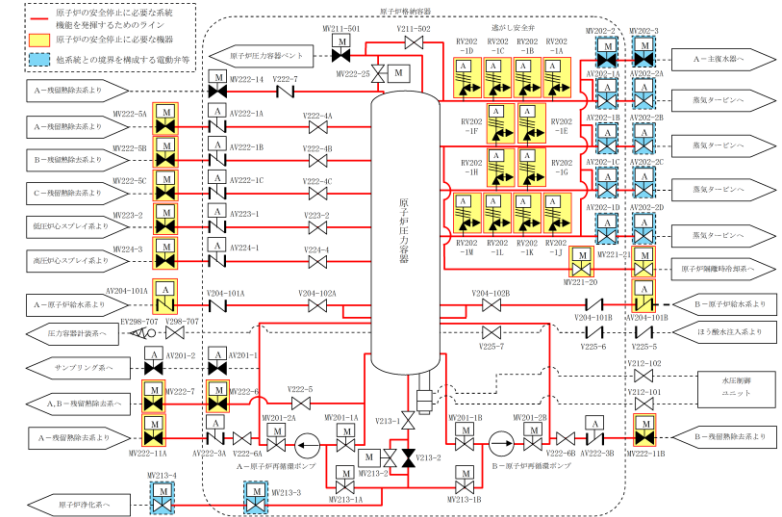 原子炉の安全停止に必要な系統
機能を発揮するためのライン
原子炉の安全停止に必要な機器
他系統との境界を構成する電動弁等
原子炉格納容器
逃がし安全弁
MV211-501
V211-502
原子炉圧力容器ベント
MV222-25
M
RV202
-1D
RV202
-1C
RV202
-1B
RV202
-1A
MV202-2
MV202-3
A-主復水器へ
MV222-14
V222-7
A-残留熱除去系より
AV202-1A
AV202-2A
蒸気タービンへ
MV222-5A
AV222-1A
V222-4A
A-残留熱除去系より
RV202
-1F
RV202
-1E
AV202-1B
AV202-2B
蒸気タービンへ
MV222-5B
AV222-1B
V222-4B
B-残留熱除去系より
RV202
-1H
RV202
-1G
AV202-1C
AV202-2C
蒸気タービンへ
MV222-5C
AV222-1C
V222-4C
C-残留熱除去系より
原子炉圧力容器
MV223-2
AV223-1
V223-2
低圧炉心スプレイ系より
AV202-1D
AV202-2D
蒸気タービンへ
RV202
-1M
RV202
-1L
RV202
-1K
RV202
-1J
MV224-3
AV224-1
V224-4
高圧炉心スプレイ系より
MV221-21
MV221-20
原子炉隔離時冷却系へ
AV204-101A
V204-101A
V204-102A
A-原子炉給水系より
V204-102B
V204-101B
AV204-101B
B-原子炉給水系より
EV298-707
V298-707
圧力容器計装系へ
V225-7
V225-6
V225-5
ほう酸水注入系より
AV201-2
AV201-1
サンプリング系へ
V212-102
水圧制御
ユニット
MV222-7
MV222-6
V222-5
A,B-残留熱除去系へ
V212-101
MV201-2A
MV201-1A
V213-1
MV201-1B
MV201-2B
A-残留熱除去系より
MV222-11A
AV222-3A
V222-6A
A-原子炉再循環ポンプ
M
MV213-2
V213-2
B-原子炉再循環ポンプ
V222-6B
AV222-3B
MV222-11B
B-残留熱除去系より
MV213-4
MV213-3
MV213-1A
MV213-1B
原子炉浄化系へ